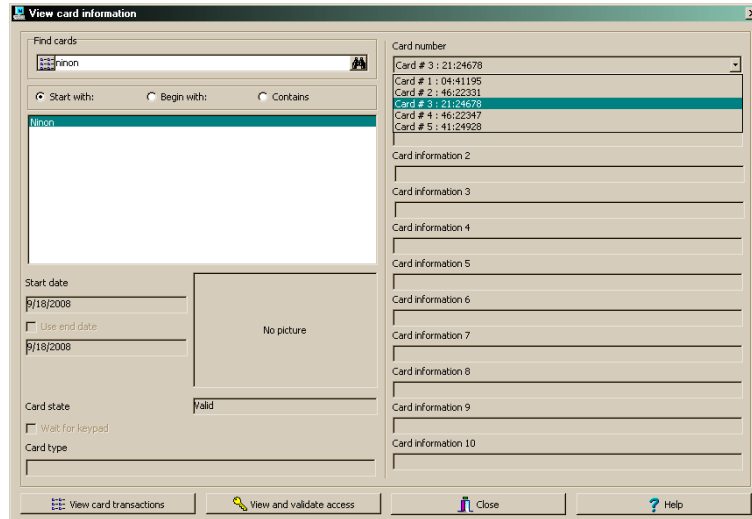 View card information
Find cards
ninon
Start with:
Begin with:
Contains
Ninon
Start date
9/18/2008
Use end date
9/18/2008
No picture
Card state
Valid
Wait for keypad
Card type
Card number
Card # 3 : 21:24678
Card # 1 : 04:41195
Card # 2 : 46:22331
Card # 3 : 21:24678
Card # 4 : 46:22347
Card # 5 : 41:24928
Card information 2
Card information 3
Card information 4
Card information 5
Card information 6
Card information 7
Card information 8
Card information 9
Card information 10
View card transactions
View and validate access
Close
Help